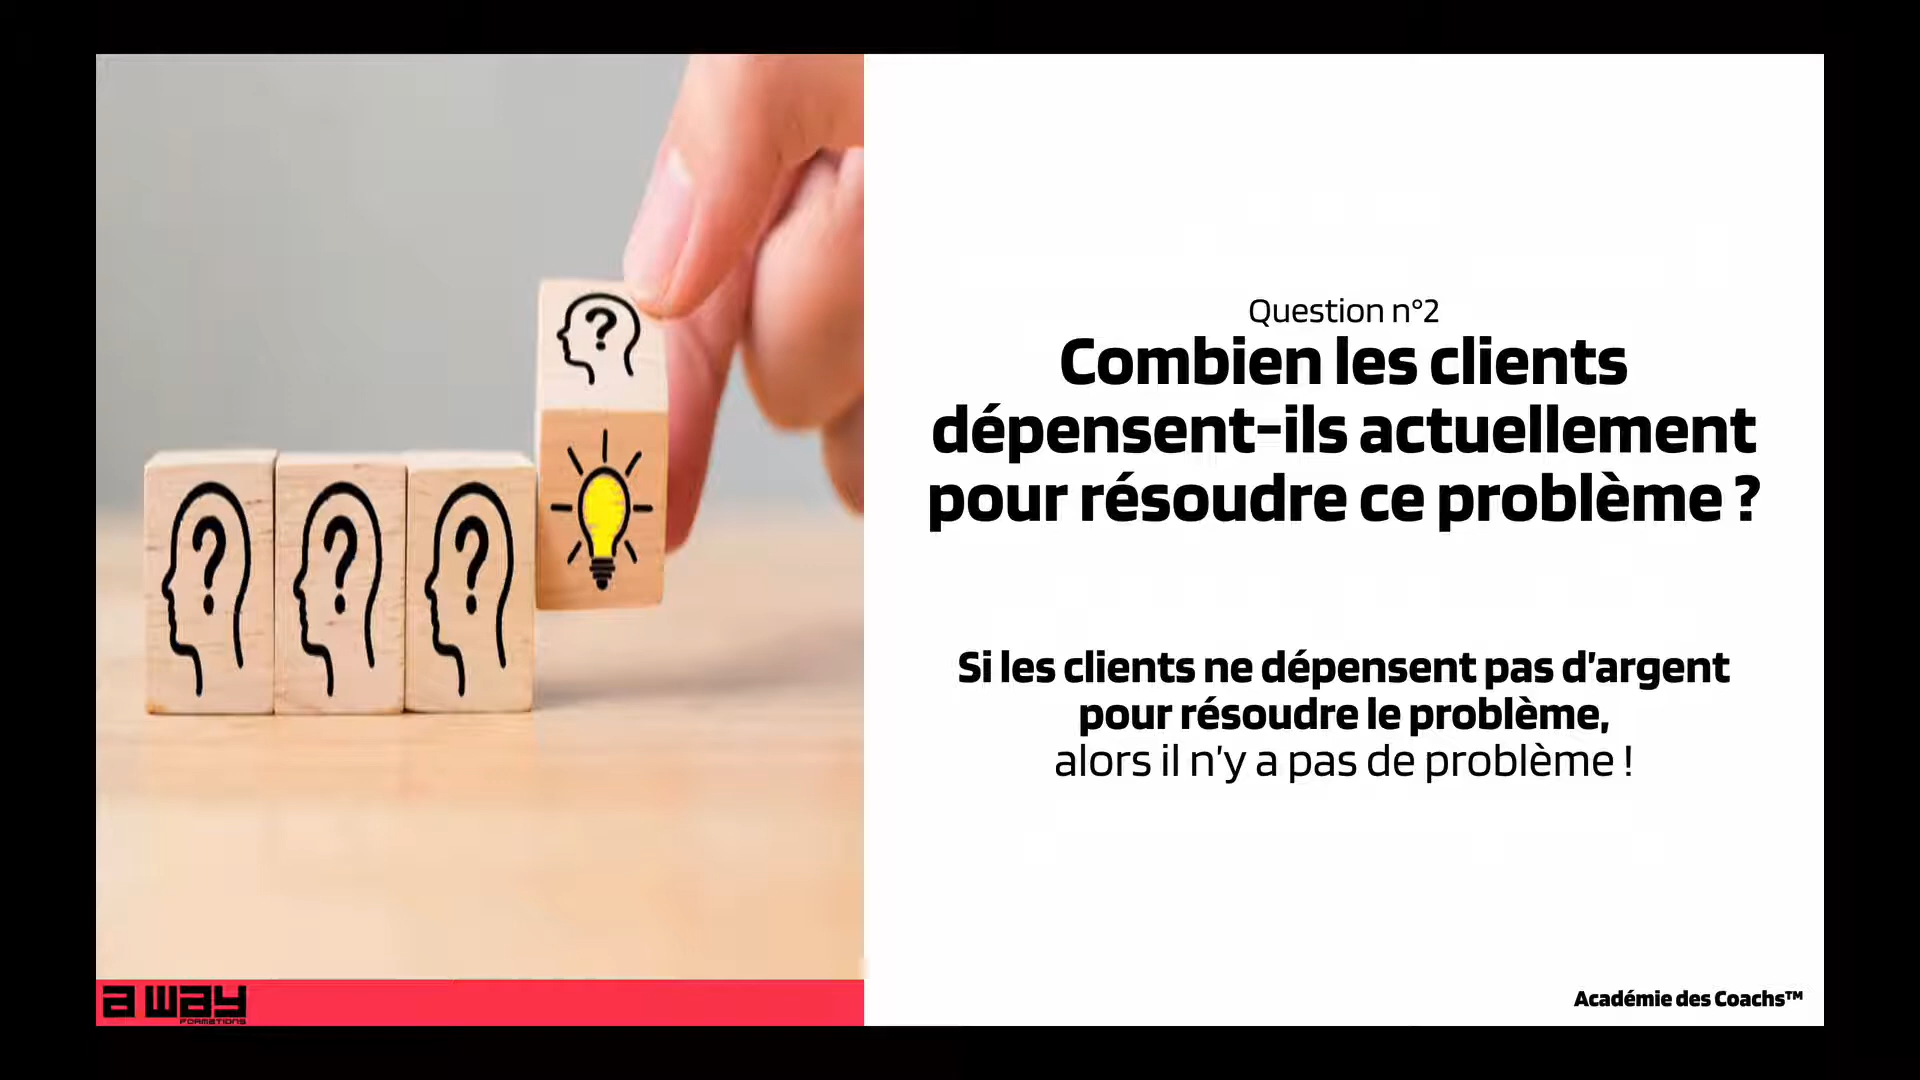 Question n°2
Combien les clients
dépensent-ils actuellement
pour résoudre ce problème ?
Si les clients ne dépensent pas d'argent
pour résoudre le problème,
alors il n'y a pas de problème !
a way
FORMATIONS
Académie des Coachs™